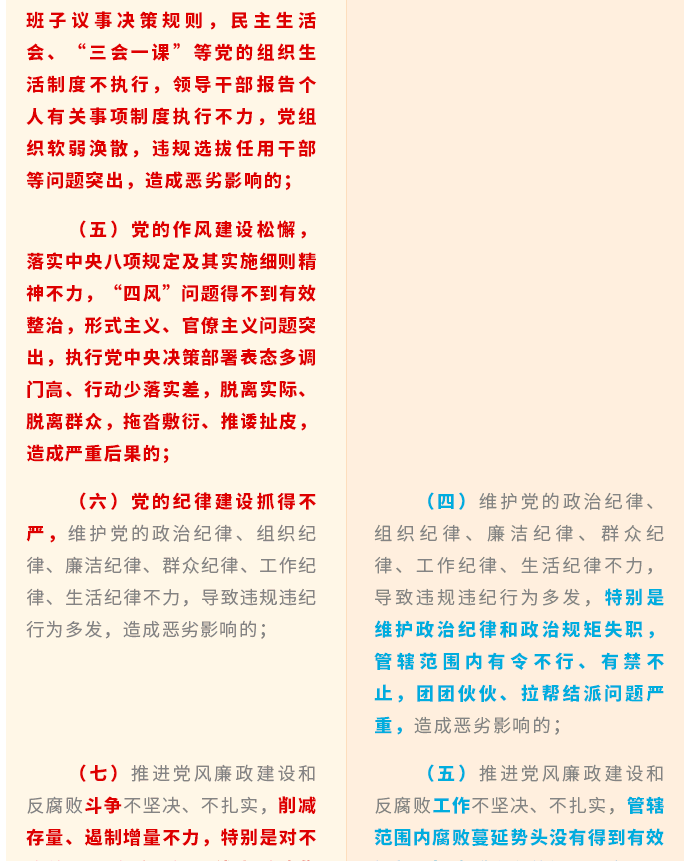 班子议事决策规则，民主生活
会、“三会一课”等党的组织生
活制度不执行，领导干部报告个
人有关事项制度执行不力，党组
织软弱涣散，违规选拔任用干部
等问题突出，造成恶劣影响的；
（五）党的作风建设松懈，
落实中央八项规定及其实施细则精
神不力，“四风”问题得不到有效
整治，形式主义、官僚主义问题突
出，执行党中央决策部署表态多调
门高、行动少落实差，脱离实际、
脱离群众，拖沓敷衍、推诿扯皮，
造成严重后果的；
（六）党的纪律建设抓得不
严，维护党的政治纪律、组织纪
律、廉洁纪律、群众纪律、工作纪
律、生活纪律不力，导致违规违纪
行为多发，造成恶劣影响的；
（七）推进党风廉政建设和
反腐败斗争不坚决、不扎实，削减
存量、遏制增量不力，特别是对不
（四）维护党的政治纪律、
组织纪律、廉洁纪律、群众纪
律、工作纪律、生活纪律不力，
导致违规违纪行为多发，特别是
维护政治纪律和政治规矩失职，
管辖范围内有令不行、有禁不
止，团团伙伙、拉帮结派问题严
重，造成恶劣影响的；
（五）推进党风廉政建设和
反腐败工作不坚决、不扎实，管辖
范围内腐败蔓延势头没有得到有效